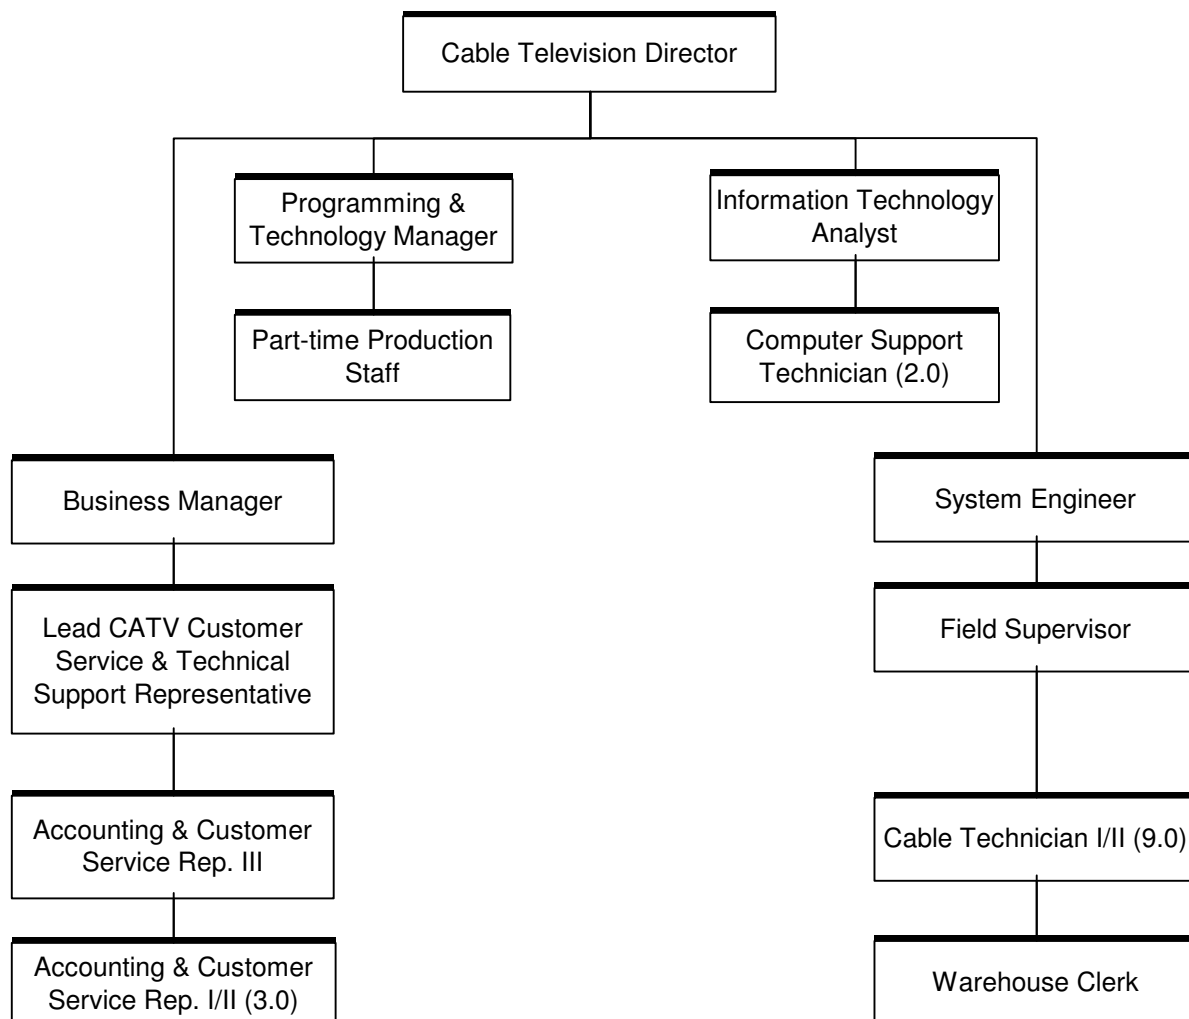 Cable Television Director
Programming &
Technology Manager
Information Technology
Analyst
Part-time Production
Staff
Computer Support
Technician (2.0)
Business Manager
System Engineer
Lead CATV Customer
Service & Technical
Support Representative
Field Supervisor
Accounting & Customer
Service Rep. III
Cable Technician I/II (9.0)
Accounting & Customer
Service Rep. I/II (3.0)
Warehouse Clerk